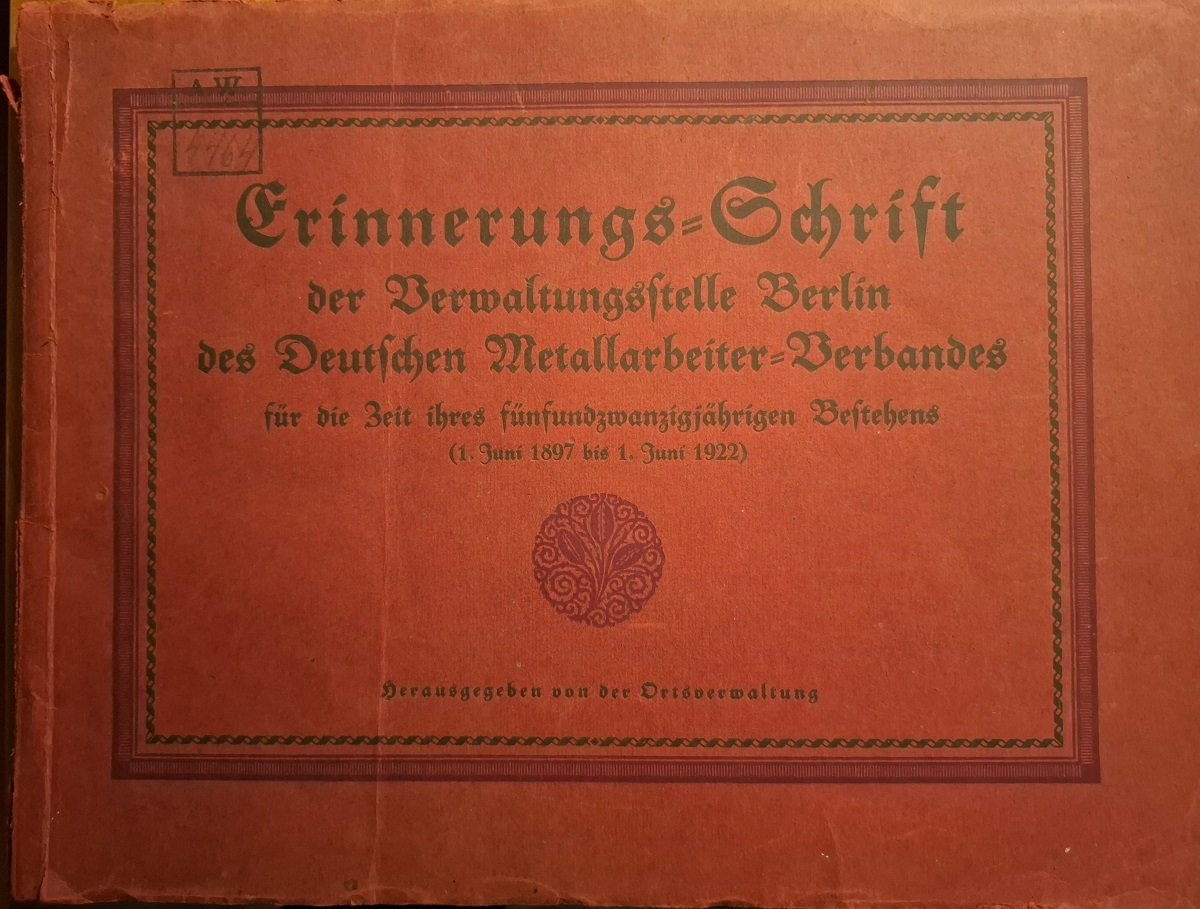 A.W.
4464
Erinnerungs-Schrift
der Verwaltungsstelle Berlin
des Deutschen Metallarbeiter-Verbandes
für die Zeit ihres fünfundzwanzigjährigen Bestehens
(1. Juni 1897 bis 1. Juni 1922)
Herausgegeben von der Ortsverwaltung